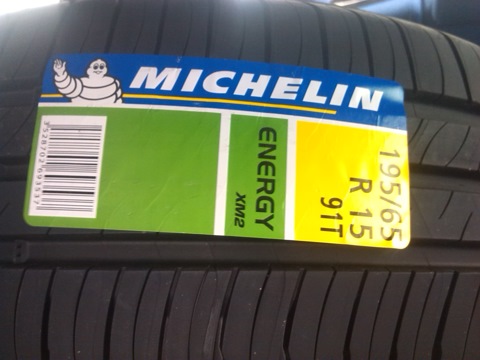 MICHELIN
ENERGY
XM2
195/65
R 15
91T